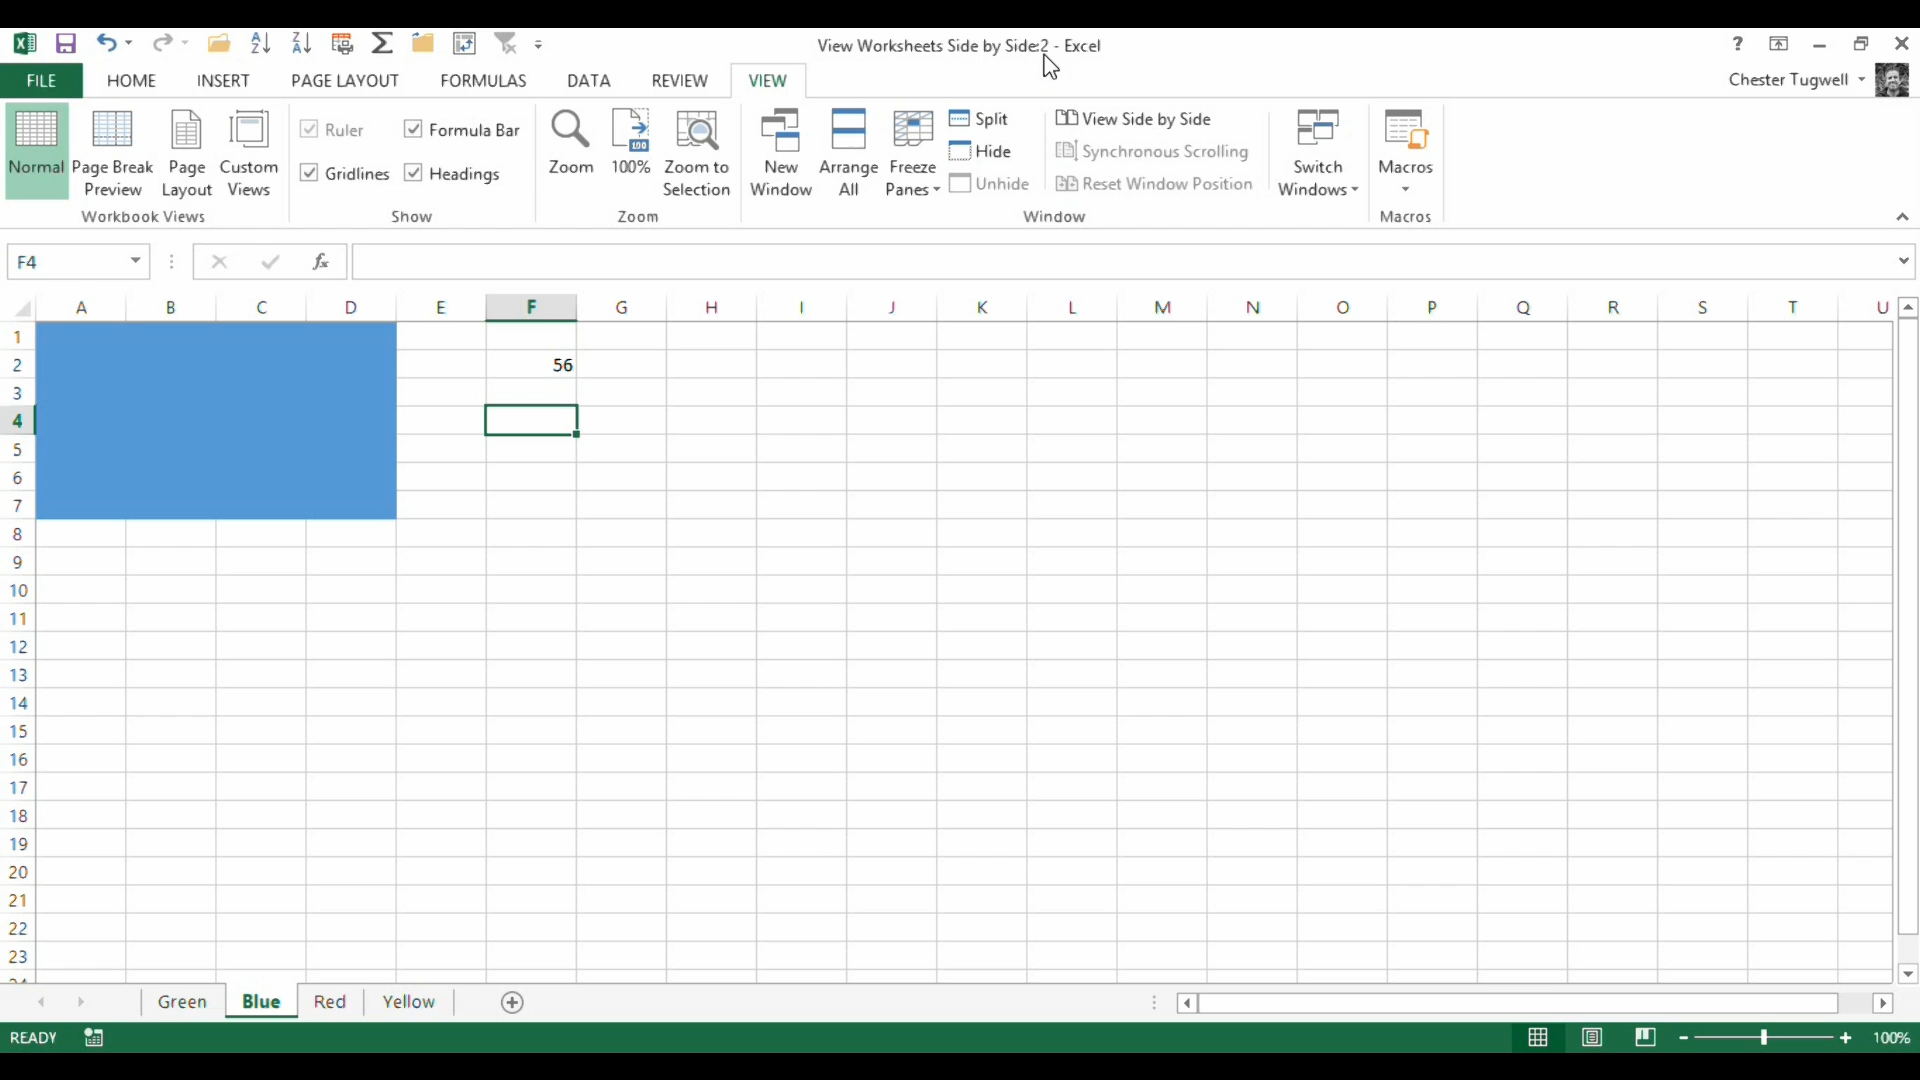 View Worksheets Side by Side:2 - Excel
?
FILE HOME INSERT PAGE LAYOUT FORMULAS DATA REVIEW VIEW Chester Tugwell
Normal
Page Break Preview
Page Layout
Custom Views
Workbook Views
Ruler
Formula Bar
Gridlines
Headings
Show
Zoom
100%
Zoom to Selection
Zoom
New Window
Arrange All
Freeze Panes
Split
Hide
Unhide
View Side by Side
Synchronous Scrolling
Reset Window Position
Switch Windows
Window
Macros
Macros
F4 fx
A B C D E F G H I J K L M N O P Q R S T U
1
2 56
3
4
5
6
7
8
9
10
11
12
13
14
15
16
17
18
19
20
21
22
23
24
Green Blue Red Yellow
READY 100%